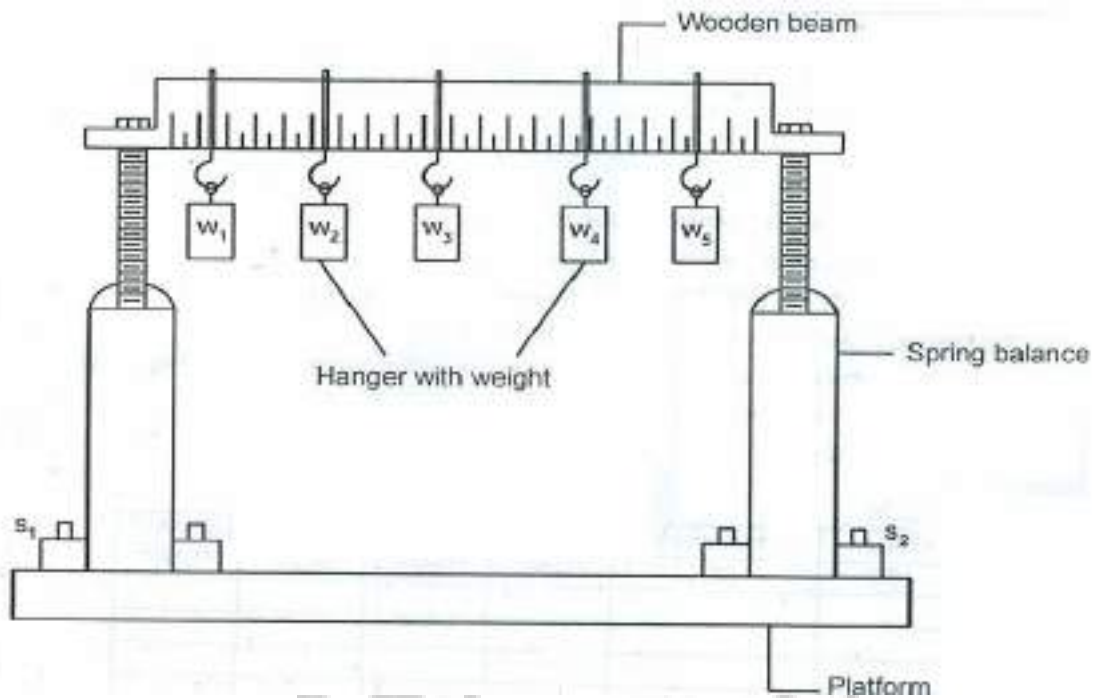 Wooden beam
W₁ W₂ W₃ W₄ W₅
Hanger with weight
Spring balance
S₁ S₂
Platform